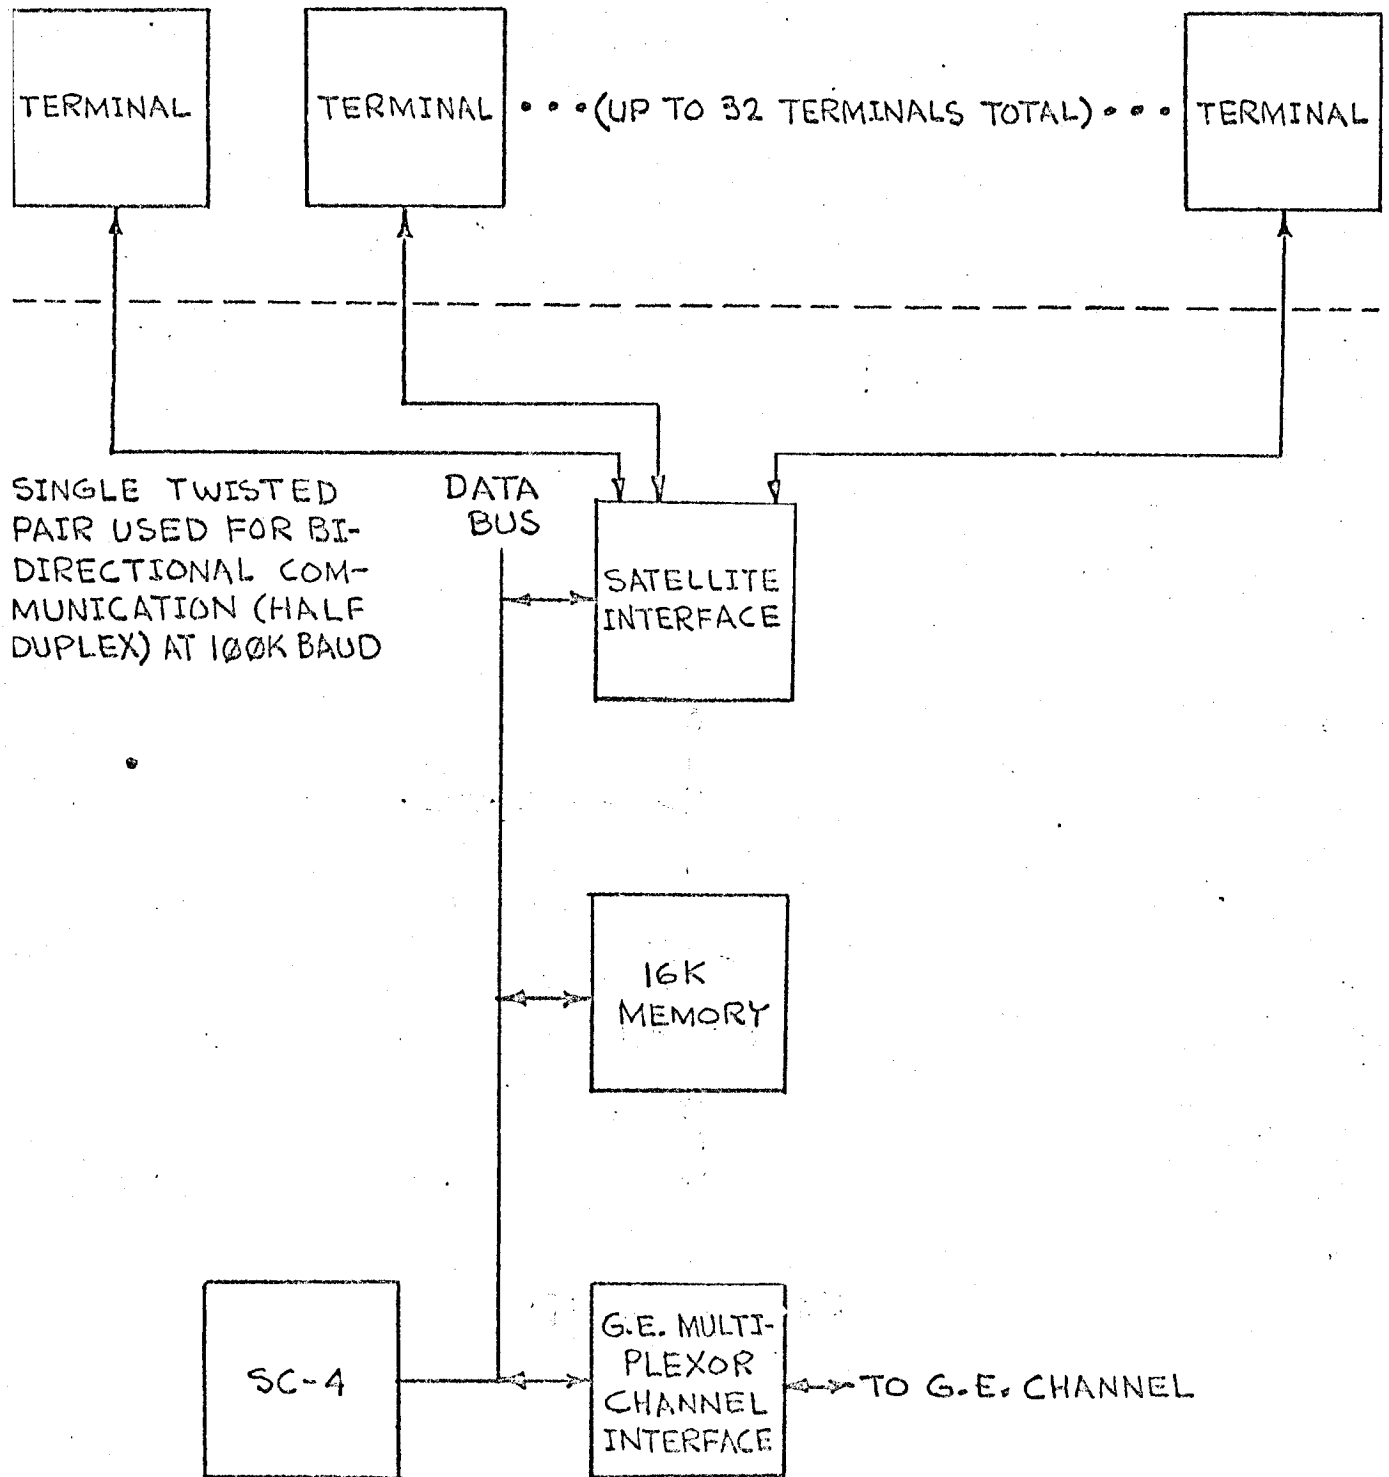 TERMINAL
TERMINAL • • • (UP TO 32 TERMINALS TOTAL) • • • TERMINAL
SINGLE TWISTED
PAIR USED FOR BI-
DIRECTIONAL COM-
MUNICATION (HALF
DUPLEX) AT 1ØØK BAUD
DATA
BUS
SATELLITE
INTERFACE
16K
MEMORY
SC-4
G.E. MULTI-
PLEXOR
CHANNEL
INTERFACE
TO G.E. CHANNEL